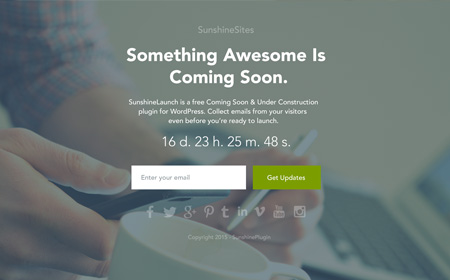 SunshineSites
Something Awesome Is
Coming Soon.
SunshineLaunch is a free Coming Soon & Under Construction
plugin for WordPress. Collect emails from your visitors
even before you're ready to launch.
16 d. 23 h. 25 m. 48 s.
Enter your email
Get Updates
Copyright 2015 - SunshinePlugin